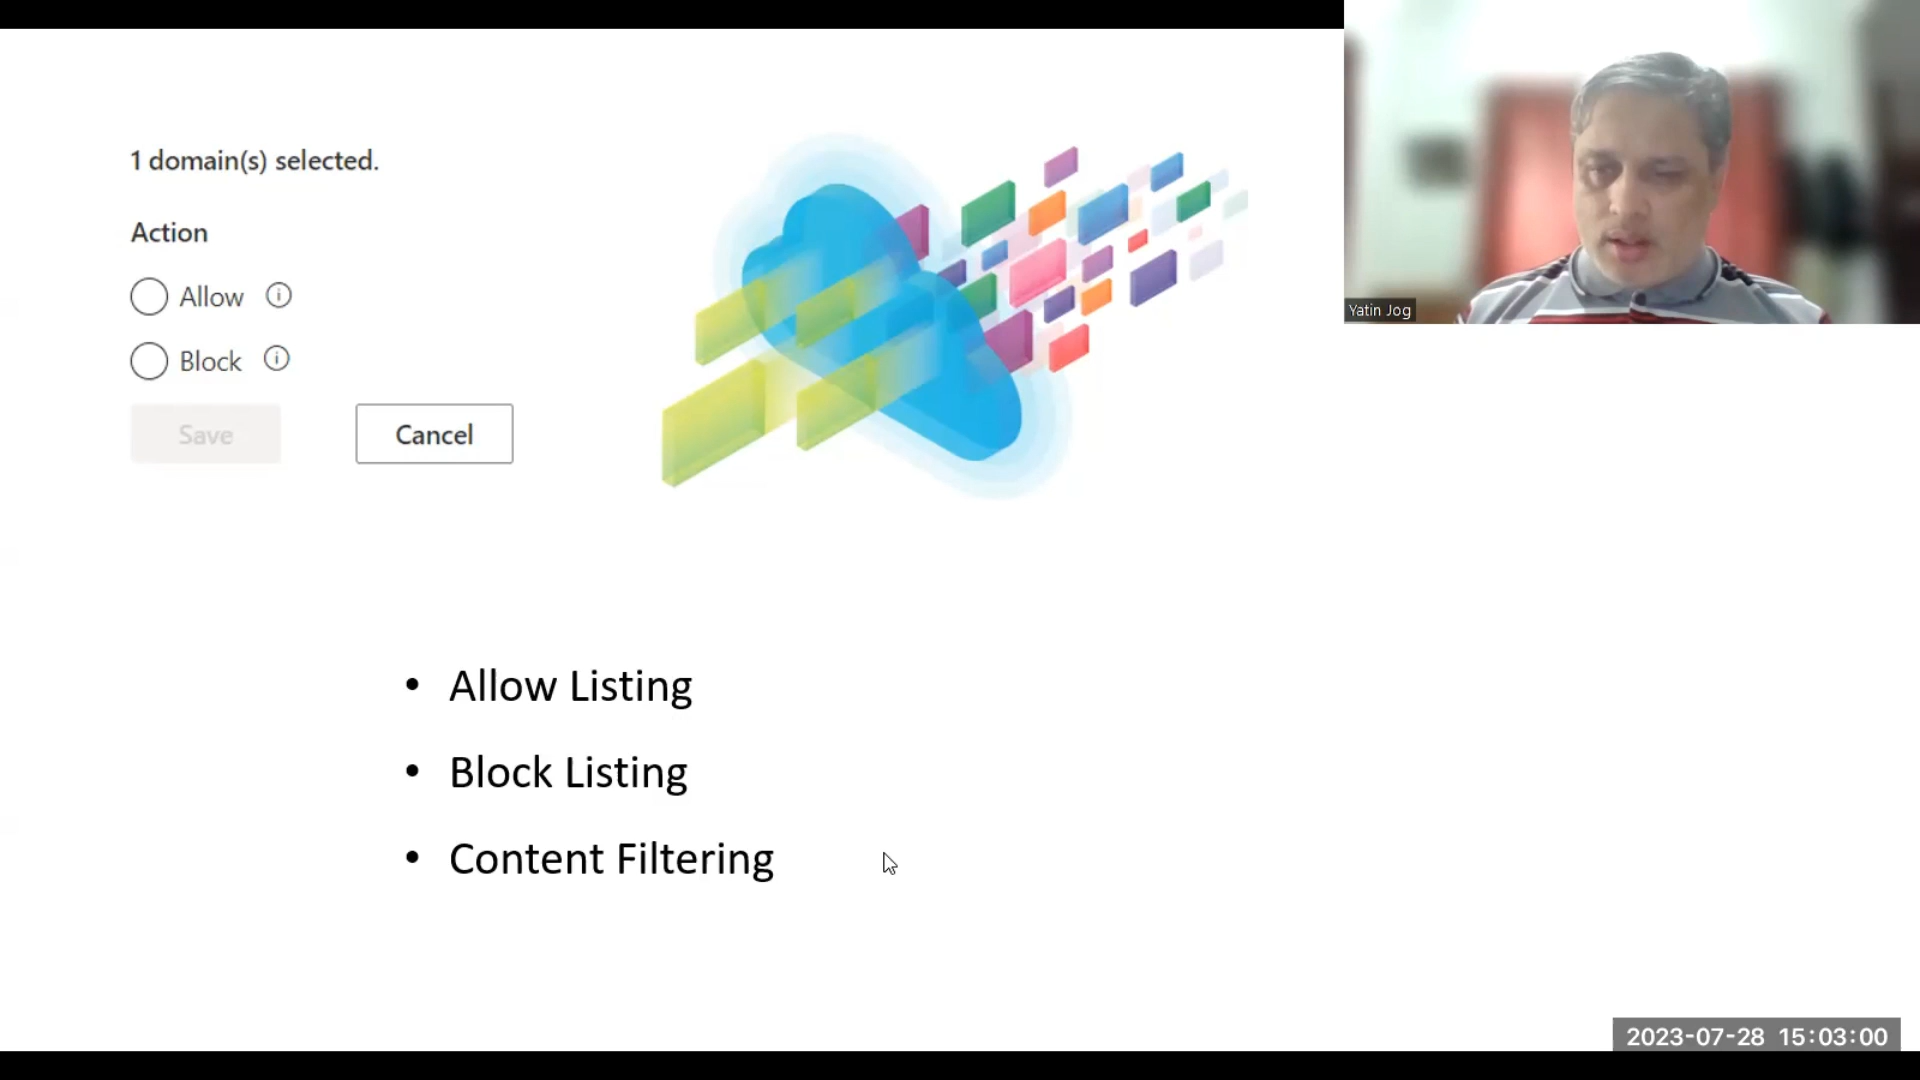 1 domain(s) selected.
Action
Allow
Block
Save
Cancel
Yatin Jog
• Allow Listing
• Block Listing
• Content Filtering
2023-07-28 15:03:00